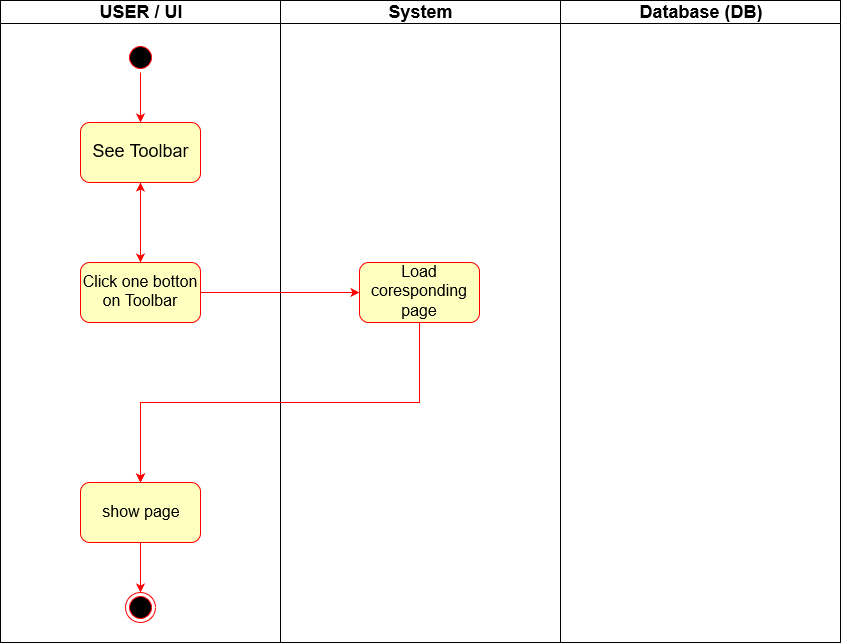 USER / UI
System
Database (DB)
See Toolbar
Click one botton
on Toolbar
Load
coresponding
page
show page